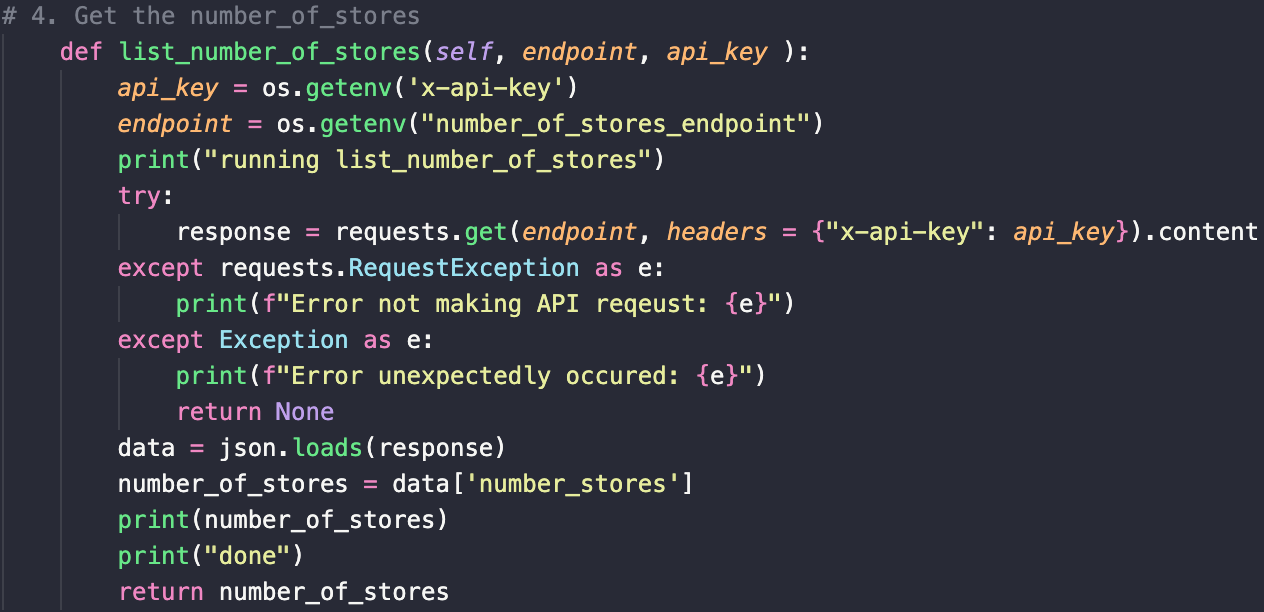 # 4. Get the number_of_stores
    def list_number_of_stores(self, endpoint, api_key ):
        api_key = os.getenv('x-api-key')
        endpoint = os.getenv("number_of_stores_endpoint")
        print("running list_number_of_stores")
        try:
            response = requests.get(endpoint, headers = {"x-api-key": api_key}).content
        except requests.RequestException as e:
            print(f"Error not making API reqeust: {e}")
        except Exception as e:
            print(f"Error unexpectedly occured: {e}")
            return None
        data = json.loads(response)
        number_of_stores = data['number_stores']
        print(number_of_stores)
        print("done")
        return number_of_stores